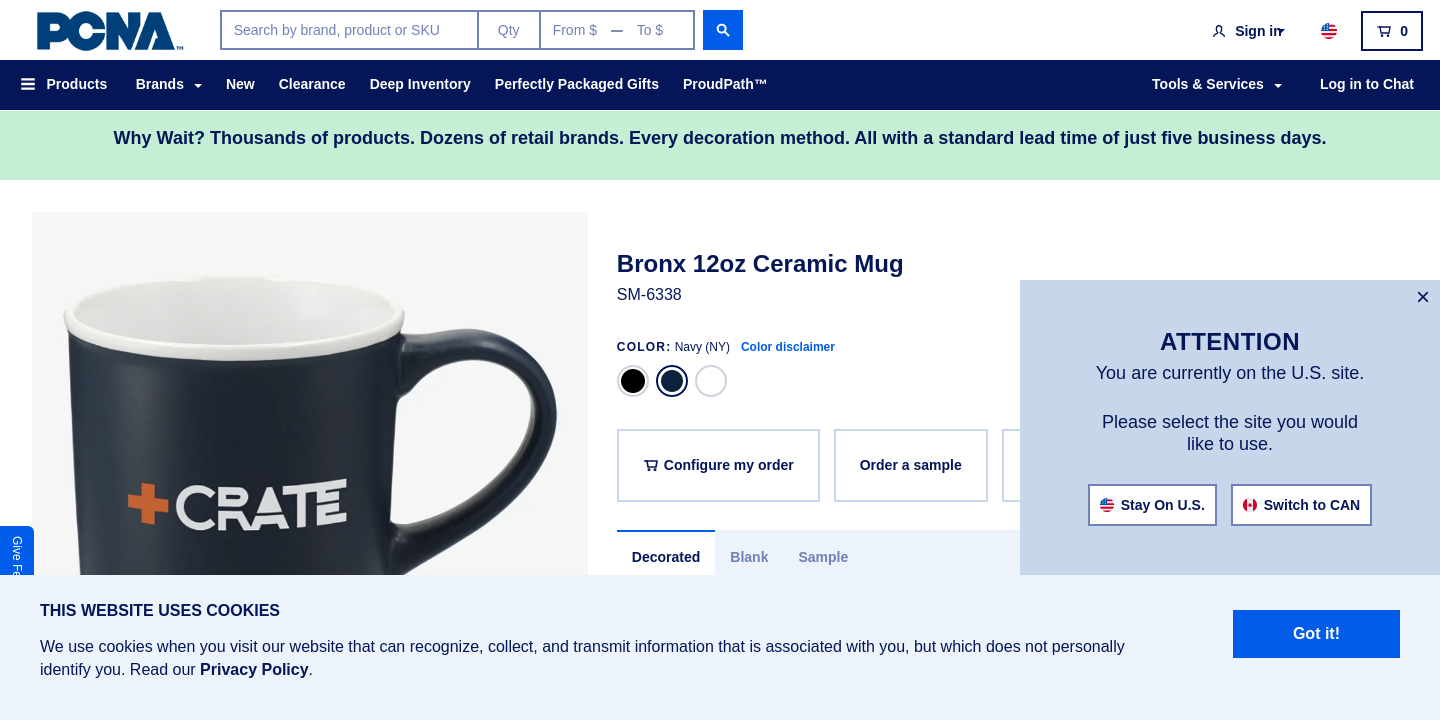 PCNA™
Search by brand, product or SKU
Qty
From $ — To $
Sign in
0
Products
Brands
New
Clearance
Deep Inventory
Perfectly Packaged Gifts
ProudPath™
Tools & Services
Log in to Chat
Why Wait? Thousands of products. Dozens of retail brands. Every decoration method. All with a standard lead time of just five business days.
CRATE
Bronx 12oz Ceramic Mug
SM-6338
COLOR: Navy (NY) Color disclaimer
Configure my order
Order a sample
Decorated
Blank
Sample
×
ATTENTION
You are currently on the U.S. site.
Please select the site you would
like to use.
Stay On U.S.
Switch to CAN
Give Fe
THIS WEBSITE USES COOKIES
We use cookies when you visit our website that can recognize, collect, and transmit information that is associated with you, but which does not personally
identify you. Read our Privacy Policy.
Got it!